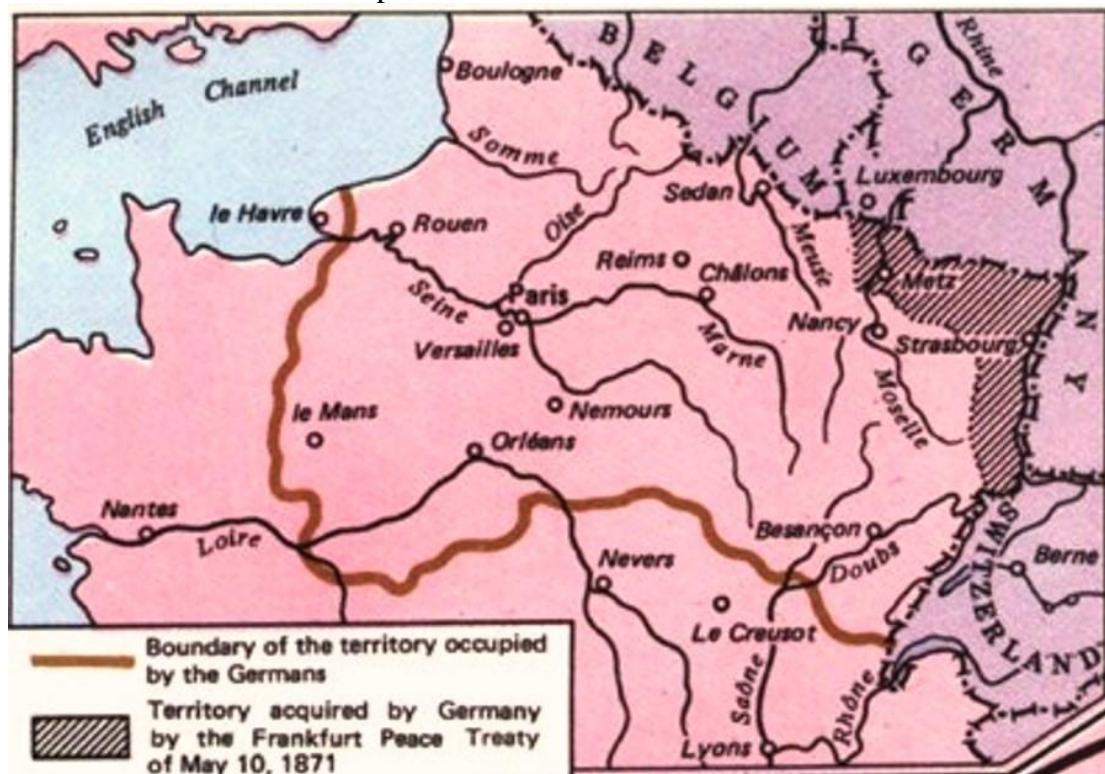 BELGIUM
GERMANY
Rhine
English Channel
Boulogne
Somme
Sedan
Luxembourg
le Havre
Rouen
Oise
Meuse
Reims
Châlons
Metz
Seine
Paris
Versailles
Marne
Nancy
Strasbourg
Moselle
le Mans
Nemours
Orléans
Nantes
Loire
Besançon
Doubs
SWITZERLAND
Berne
Nevers
Le Creusot
Saône
Rhône
Lyons
Boundary of the territory occupied
by the Germans
Territory acquired by Germany
by the Frankfurt Peace Treaty
of May 10, 1871